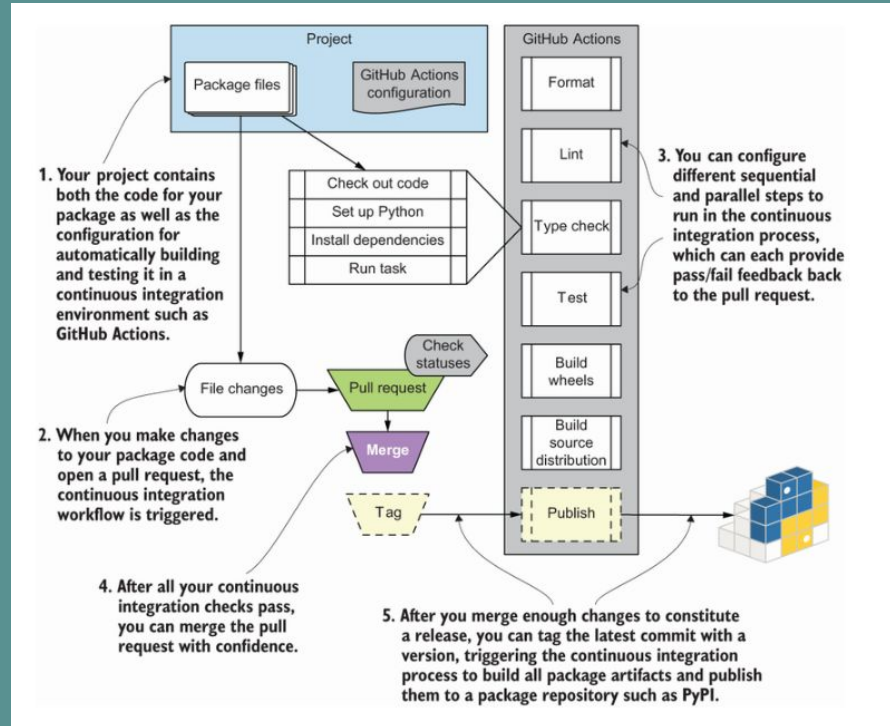 Project
Package files
GitHub Actions
configuration
GitHub Actions
Format
Lint
Type check
Test
Build
wheels
Build
source
distribution
Publish
Check out code
Set up Python
Install dependencies
Run task
1. Your project contains
both the code for your
package as well as the
configuration for
automatically building
and testing it in a
continuous integration
environment such as
GitHub Actions.
3. You can configure
different sequential
and parallel steps to
run in the continuous
integration process,
which can each provide
pass/fail feedback back
to the pull request.
File changes
Pull request
Check
statuses
Merge
Tag
2. When you make changes
to your package code and
open a pull request, the
continuous integration
workflow is triggered.
4. After all your continuous
integration checks pass,
you can merge the pull
request with confidence.
5. After you merge enough changes to constitute
a release, you can tag the latest commit with a
version, triggering the continuous integration
process to build all package artifacts and publish
them to a package repository such as PyPI.